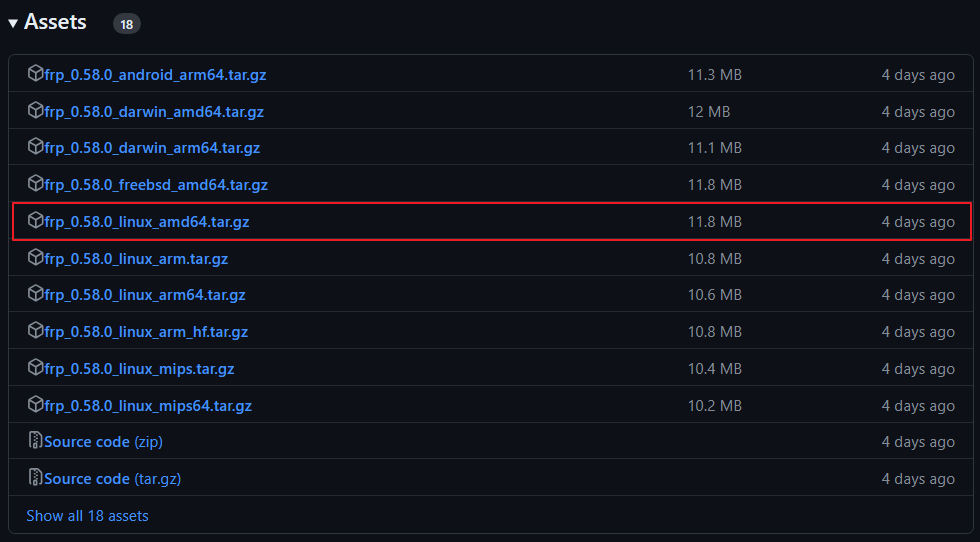 Assets 18
frp_0.58.0_android_arm64.tar.gz 11.3 MB 4 days ago
frp_0.58.0_darwin_amd64.tar.gz 12 MB 4 days ago
frp_0.58.0_darwin_arm64.tar.gz 11.1 MB 4 days ago
frp_0.58.0_freebsd_amd64.tar.gz 11.8 MB 4 days ago
frp_0.58.0_linux_amd64.tar.gz 11.8 MB 4 days ago
frp_0.58.0_linux_arm.tar.gz 10.8 MB 4 days ago
frp_0.58.0_linux_arm64.tar.gz 10.6 MB 4 days ago
frp_0.58.0_linux_arm_hf.tar.gz 10.8 MB 4 days ago
frp_0.58.0_linux_mips.tar.gz 10.4 MB 4 days ago
frp_0.58.0_linux_mips64.tar.gz 10.2 MB 4 days ago
Source code (zip) 4 days ago
Source code (tar.gz) 4 days ago
Show all 18 assets